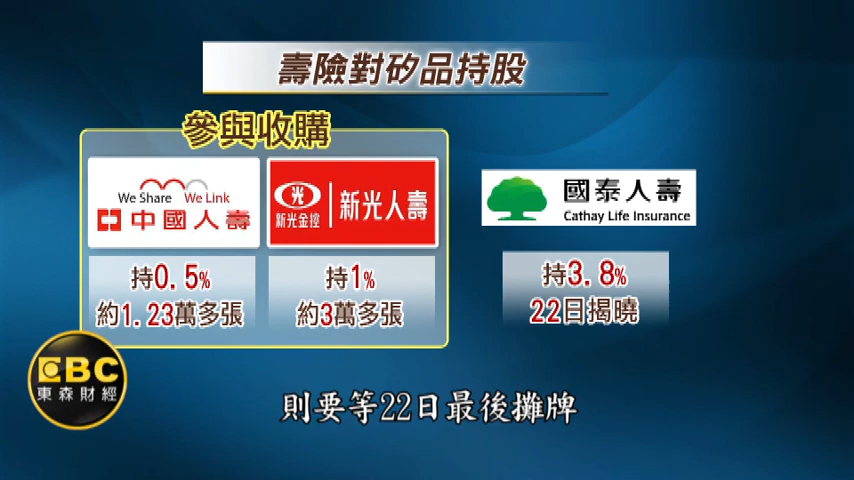 壽險對矽品持股
參與收購
We Share We Link
中國人壽
光
新光金控
新光人壽
國泰人壽
Cathay Life Insurance
持0.5%
約1.23萬多張
持1%
約3萬多張
持3.8%
22日揭曉
EBC
東森財經
則要等22日最後攤牌